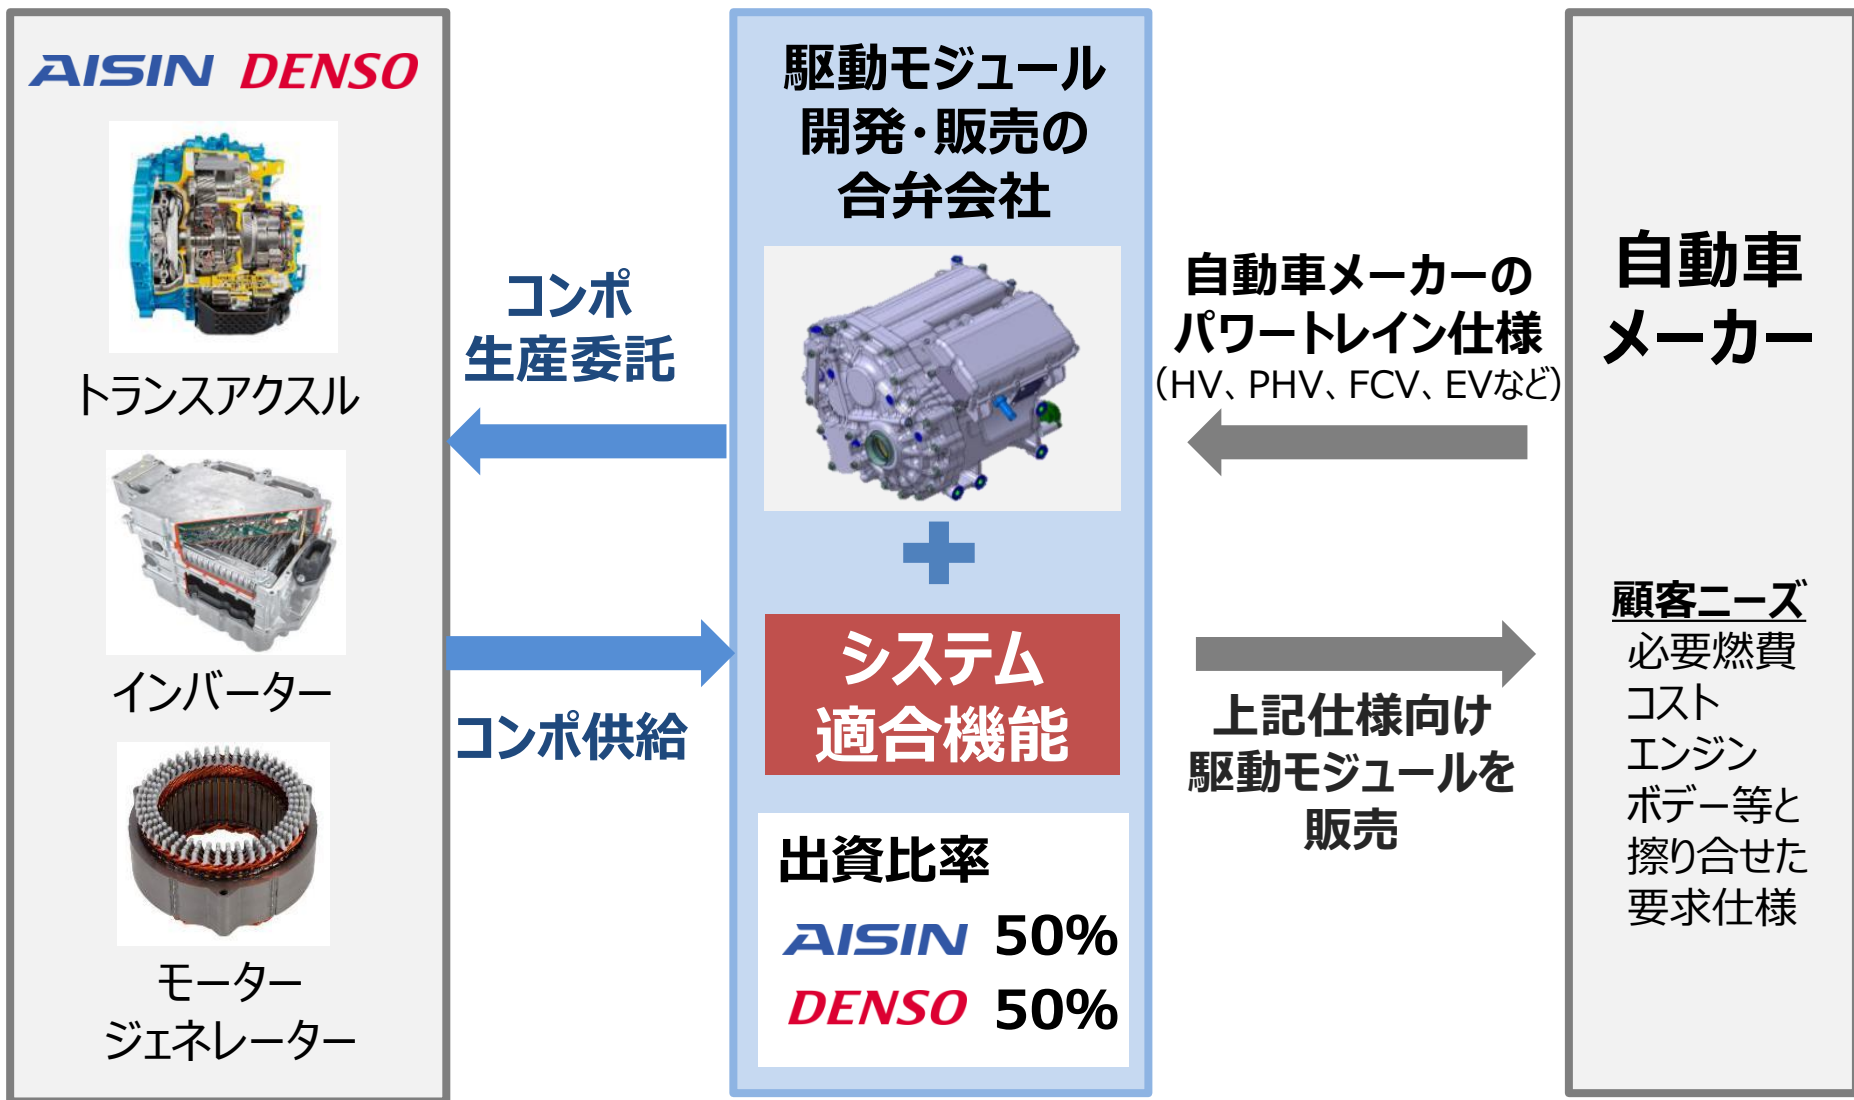 AISIN DENSO
トランスアクスル
インバーター
モーター
ジェネレーター
コンポ
生産委託
コンポ供給
駆動モジュール
開発・販売の
合弁会社
システム
適合機能
出資比率
AISIN 50%
DENSO 50%
自動車メーカーの
パワートレイン仕様
(HV、PHV、FCV、EVなど)
上記仕様向け
駆動モジュールを
販売
自動車
メーカー
顧客ニーズ
必要燃費
コスト
エンジン
ボデー等と
擦り合せた
要求仕様